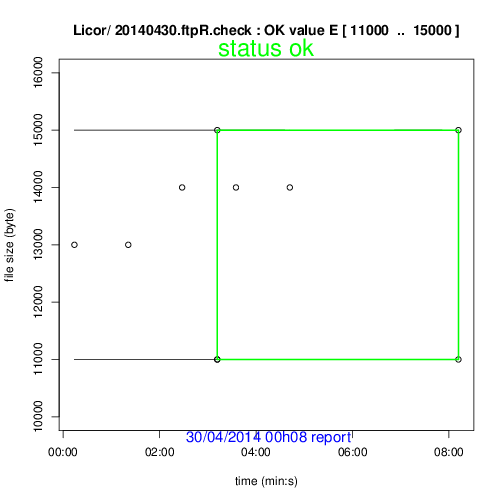 Licor/ 20140430.ftpR.check : OK value E [ 11000 .. 15000 ]
status ok
16000
15000
14000
13000
12000
11000
10000
file size (byte)
30/04/2014 00h08 report
00:00 02:00 04:00 06:00 08:00
time (min:s)